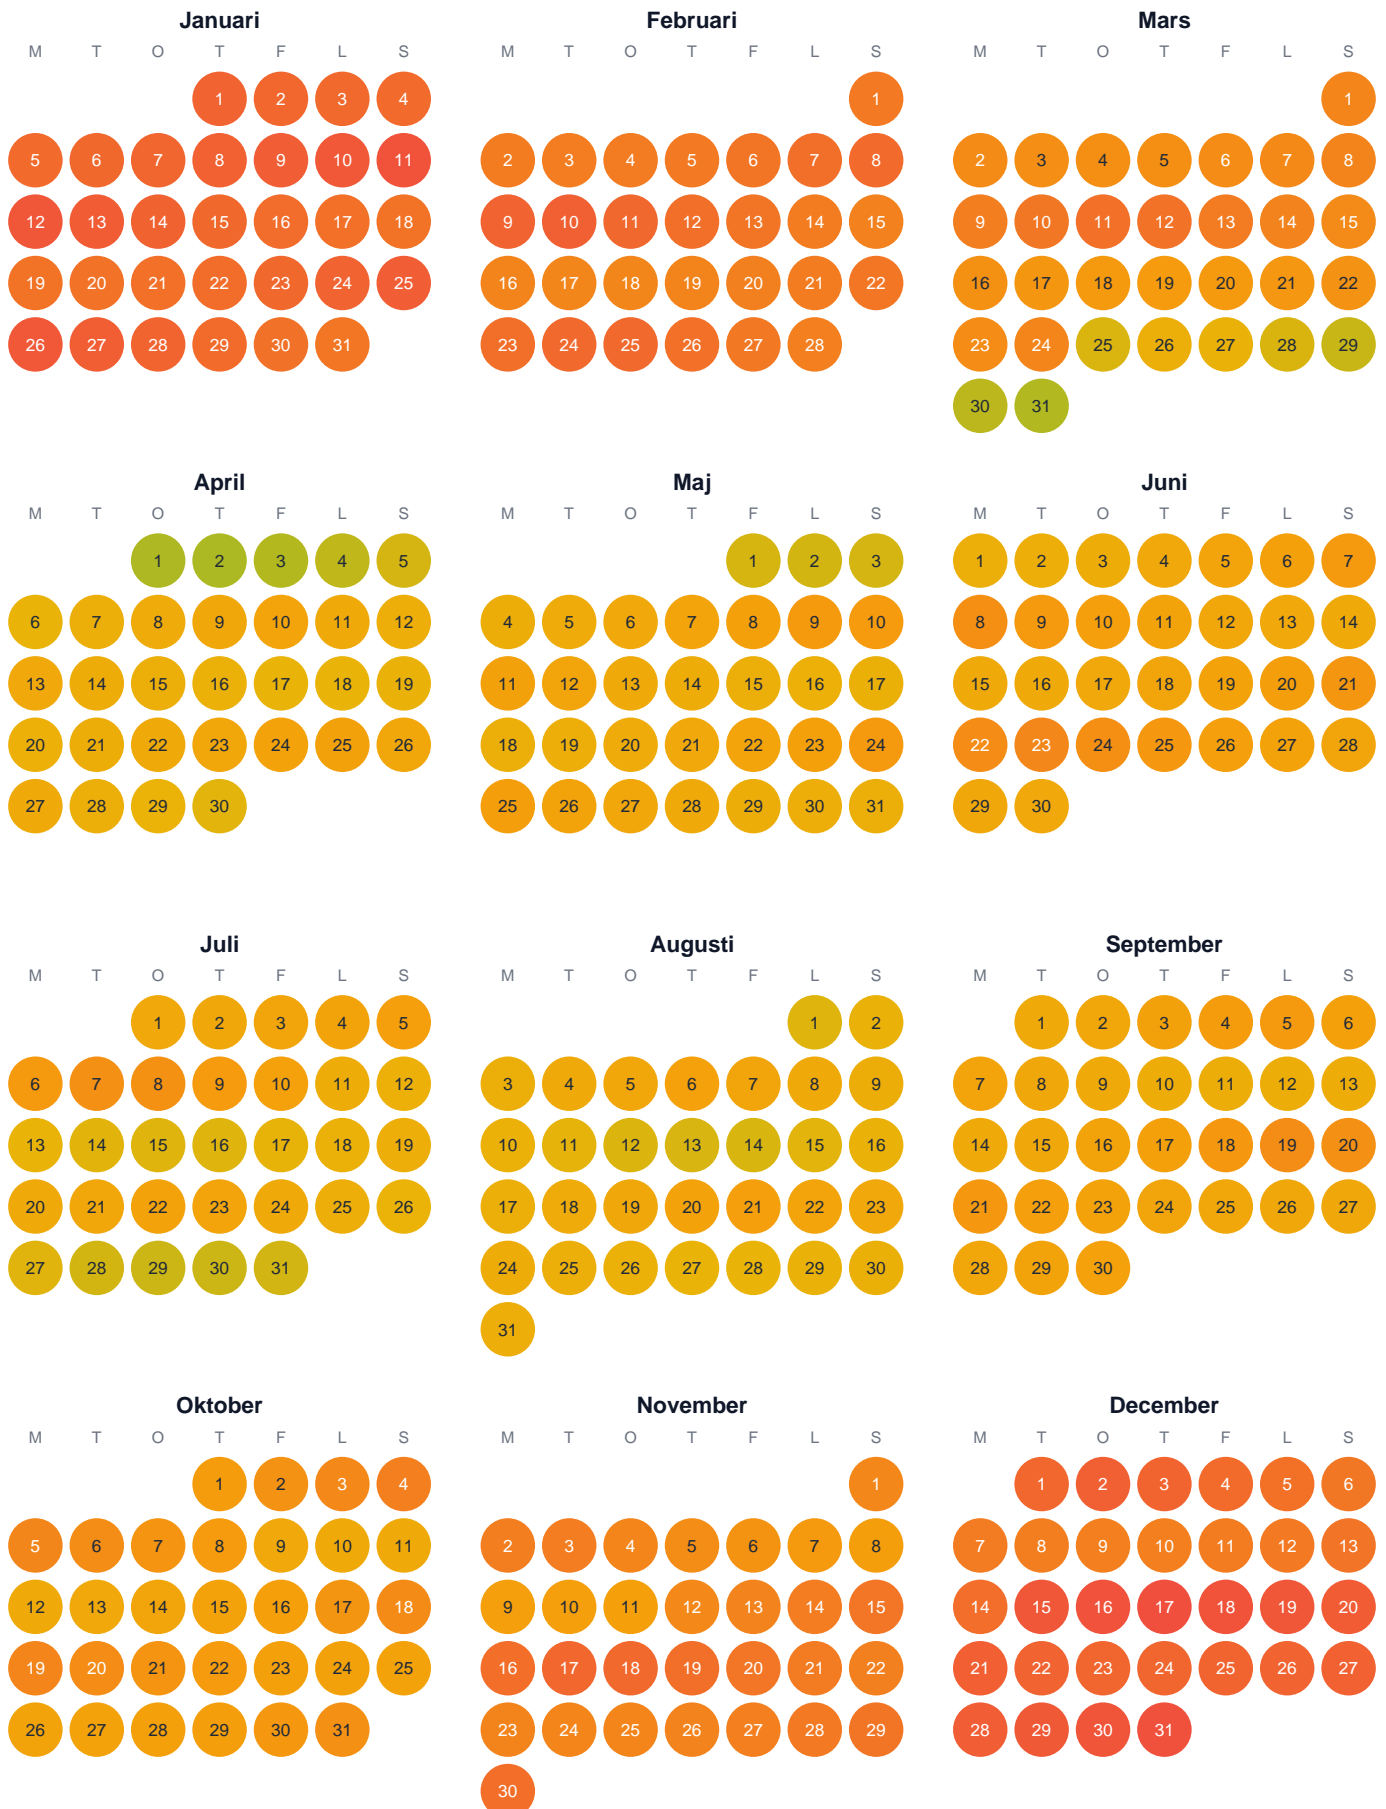 Januari Februari Mars
M T O T F L S M T O T F L S M T O T F L S
1 2 3 4 1 1
5 6 7 8 9 10 11 2 3 4 5 6 7 8 2 3 4 5 6 7 8
12 13 14 15 16 17 18 9 10 11 12 13 14 15 9 10 11 12 13 14 15
19 20 21 22 23 24 25 16 17 18 19 20 21 22 16 17 18 19 20 21 22
26 27 28 29 30 31 23 24 25 26 27 28 23 24 25 26 27 28 29
30 31
April Maj Juni
M T O T F L S M T O T F L S M T O T F L S
1 2 3 4 5 1 2 3 1 2 3 4 5 6 7
6 7 8 9 10 11 12 4 5 6 7 8 9 10 8 9 10 11 12 13 14
13 14 15 16 17 18 19 11 12 13 14 15 16 17 15 16 17 18 19 20 21
20 21 22 23 24 25 26 18 19 20 21 22 23 24 22 23 24 25 26 27 28
27 28 29 30 25 26 27 28 29 30 31 29 30
Juli Augusti September
M T O T F L S M T O T F L S M T O T F L S
1 2 3 4 5 1 2 1 2 3 4 5 6
6 7 8 9 10 11 12 3 4 5 6 7 8 9 7 8 9 10 11 12 13
13 14 15 16 17 18 19 10 11 12 13 14 15 16 14 15 16 17 18 19 20
20 21 22 23 24 25 26 17 18 19 20 21 22 23 21 22 23 24 25 26 27
27 28 29 30 31 24 25 26 27 28 29 30 28 29 30
31
Oktober November December
M T O T F L S M T O T F L S M T O T F L S
1 2 3 4 1 1 2 3 4 5 6
5 6 7 8 9 10 11 2 3 4 5 6 7 8 7 8 9 10 11 12 13
12 13 14 15 16 17 18 9 10 11 12 13 14 15 14 15 16 17 18 19 20
19 20 21 22 23 24 25 16 17 18 19 20 21 22 21 22 23 24 25 26 27
26 27 28 29 30 31 23 24 25 26 27 28 29 28 29 30 31
30